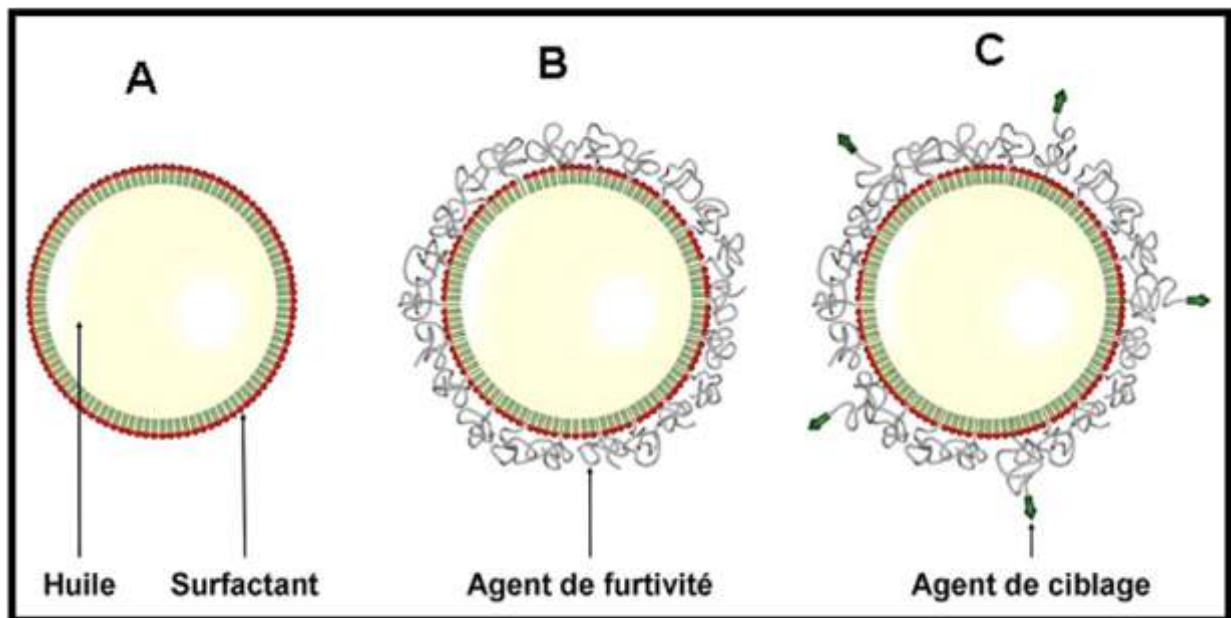 A
B
C
Huile
Surfactant
Agent de furtivité
Agent de ciblage